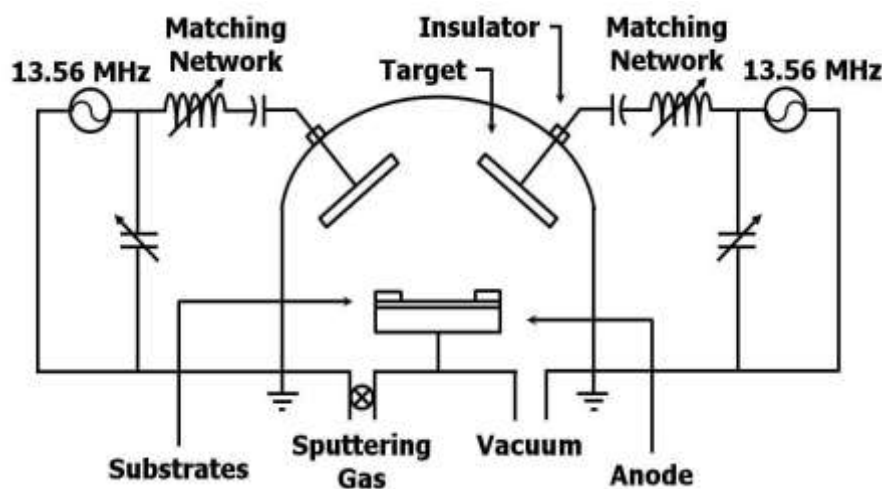 Insulator
Matching
Network
Matching
Network
13.56 MHz
Target
13.56 MHz
Substrates
Sputtering
Gas
Vacuum
Anode